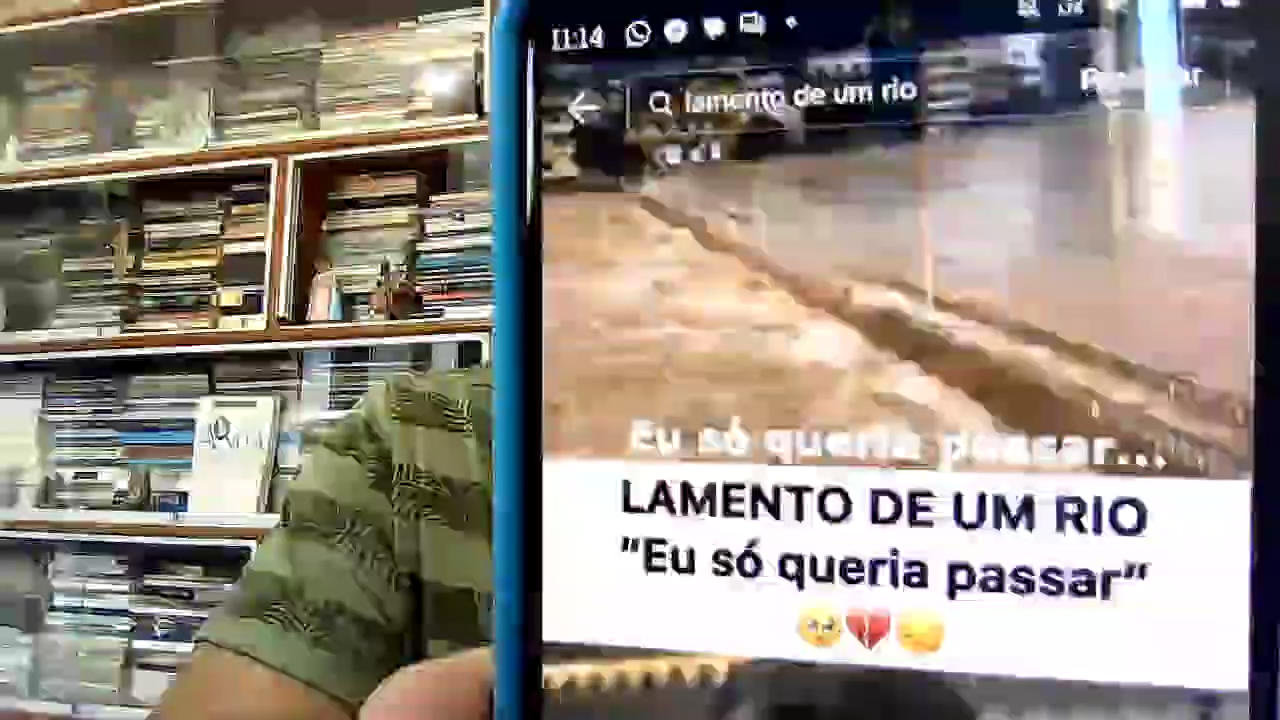 11:14
lamento de um rio
Eu só queria passar...
LAMENTO DE UM RIO
"Eu só queria passar"
🥺💔😔